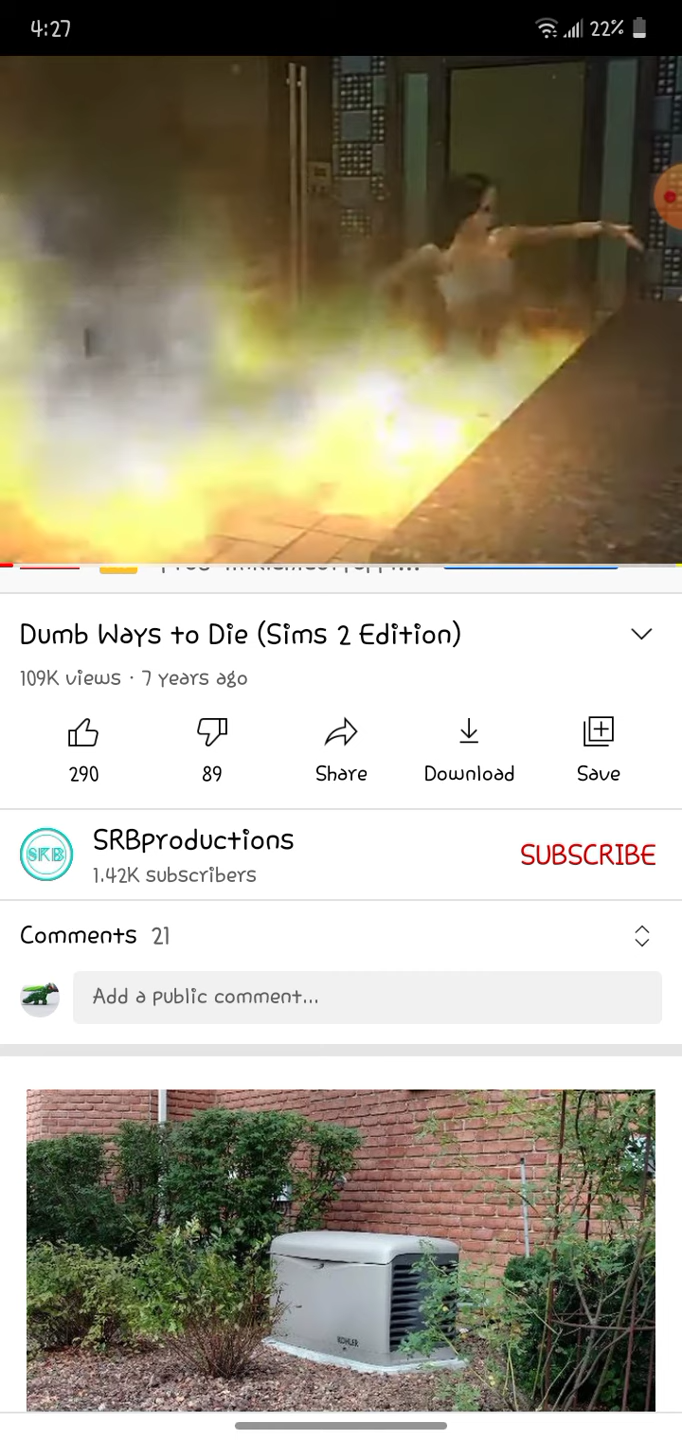 4:27
22%
Dumb Ways to Die (Sims 2 Edition)
109K views · 7 years ago
290
89
Share
Download
Save
SRB
SRBproductions
1.42K subscribers
SUBSCRIBE
Comments 21
Add a public comment...
KOHLER